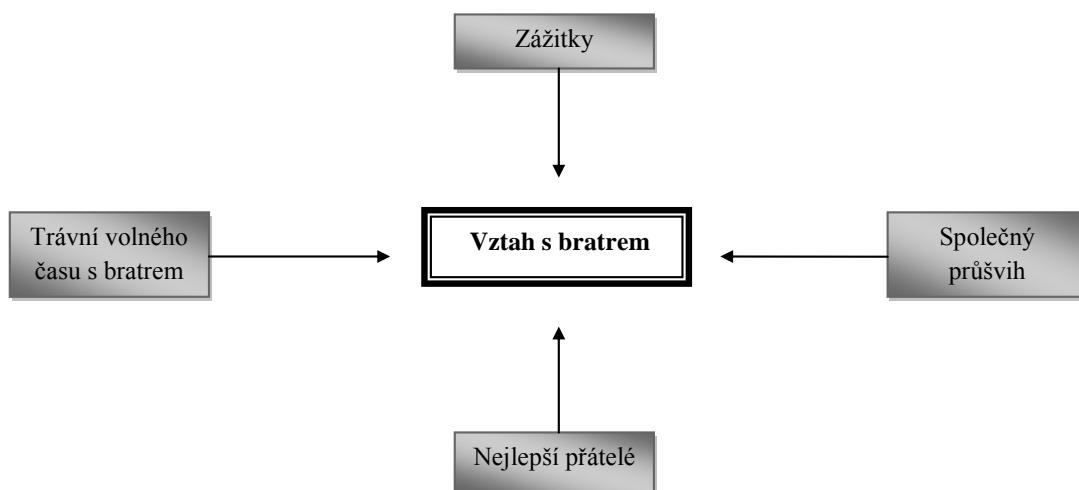 Zážitky
Trávní volného
času s bratrem
Vztah s bratrem
Společný
průšvih
Nejlepší přátelé